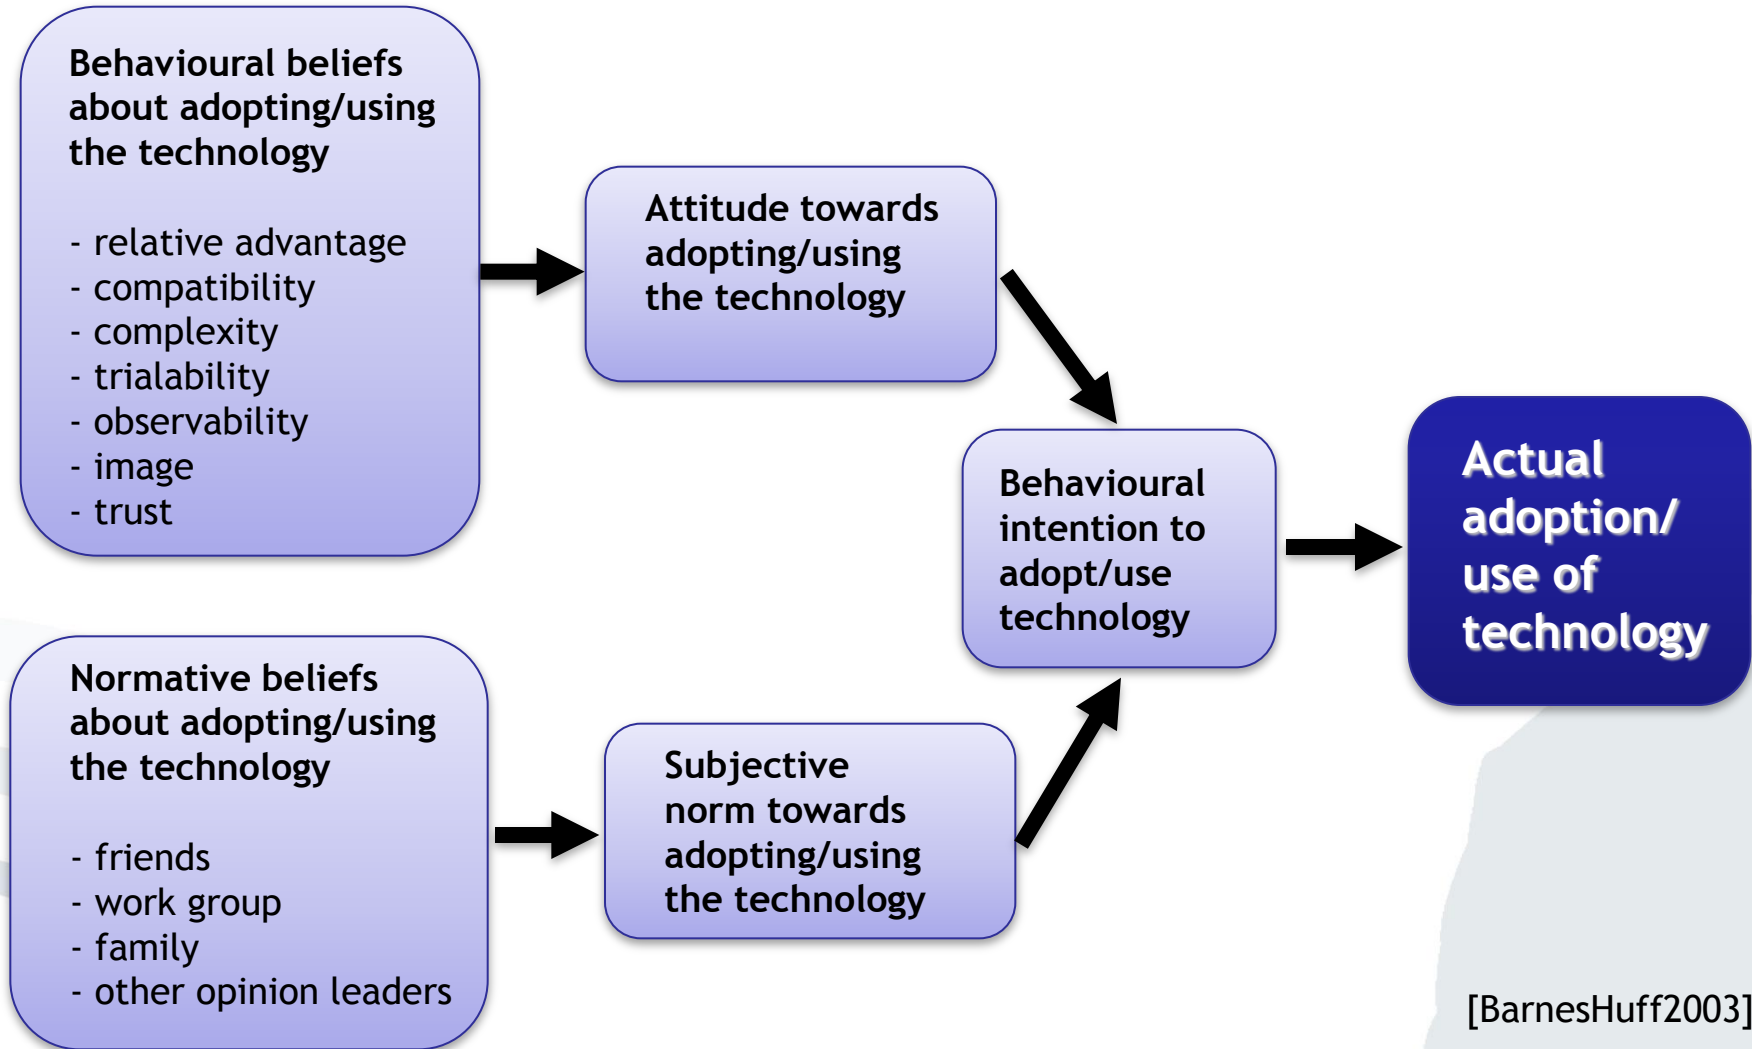 Behavioural beliefs
about adopting/using
the technology
- relative advantage
- compatibility
- complexity
- trialability
- observability
- image
- trust
Attitude towards
adopting/using
the technology
Behavioural
intention to
adopt/use
technology
Actual
adoption/
use of
technology
Normative beliefs
about adopting/using
the technology
- friends
- work group
- family
- other opinion leaders
Subjective
norm towards
adopting/using
the technology
[BarnesHuff2003]